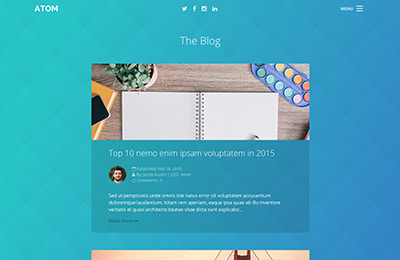 ATOM
MENU
The Blog
Top 10 nemo enim ipsam voluptatem in 2015
Published: Feb 19, 2015
By: Jacob Austin | CEO, Atom
Comments: 5
Sed ut perspiciatis unde omnis iste natus error sit voluptatem accusantium
doloremque laudantium, totam rem aperiam, eaque ipsa quae ab illo inventore
veritatis et quasi architecto beatae vitae dicta sunt explicabo...
Read more